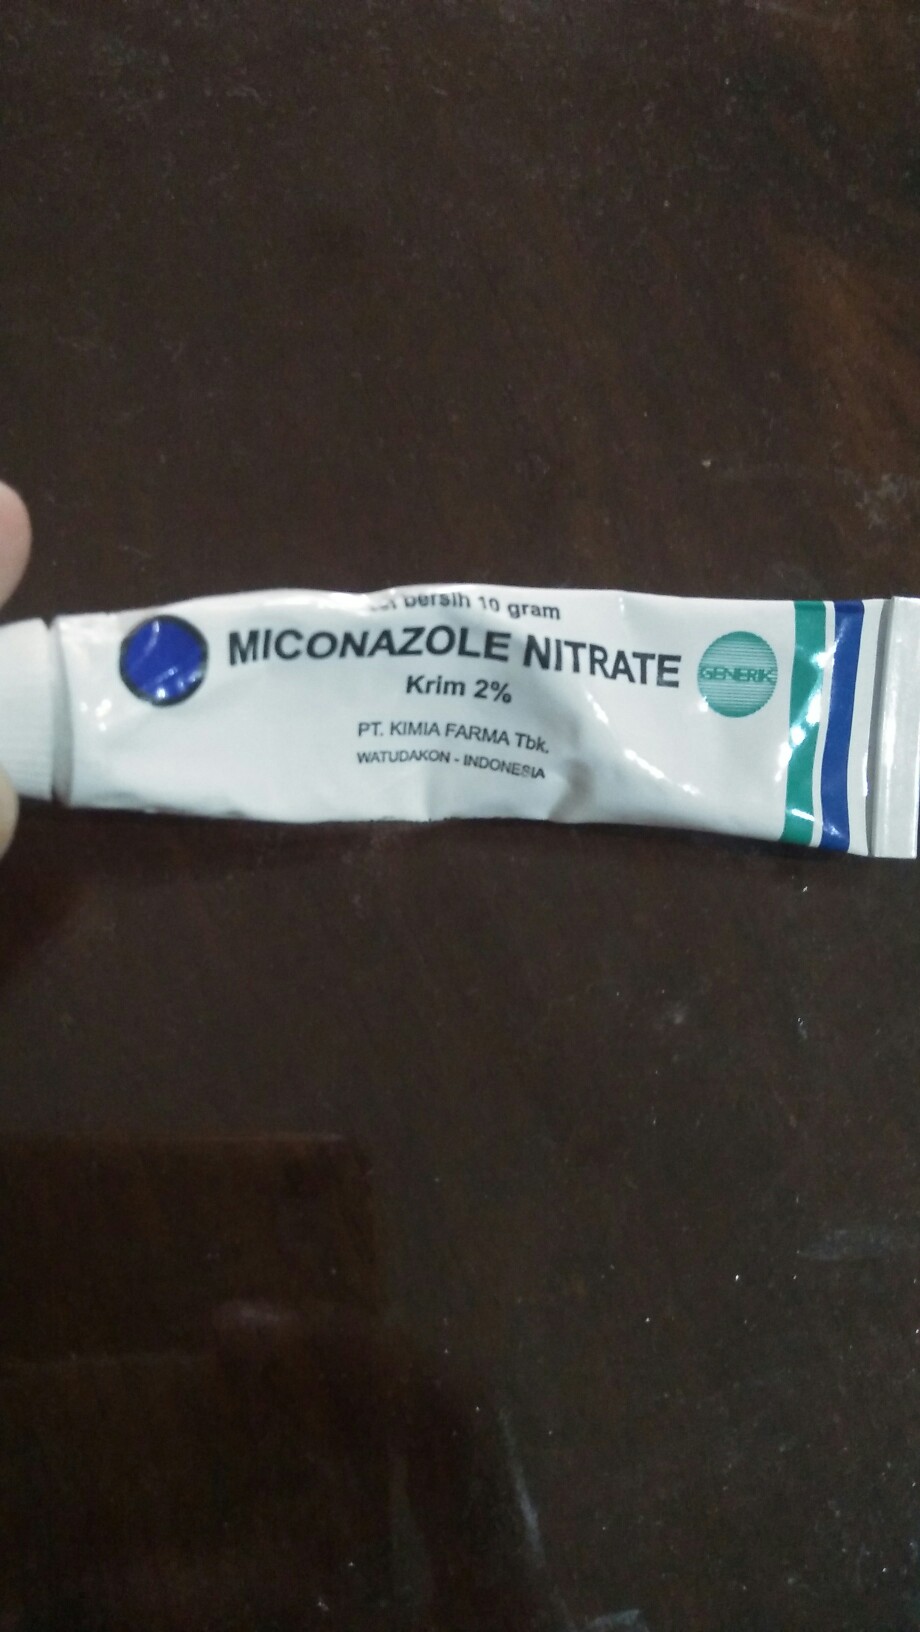 bersih 10 gram
MICONAZOLE NITRATE
GENERIK
Krim 2%
PT. KIMIA FARMA Tbk.
WATUDAKON - INDONESIA